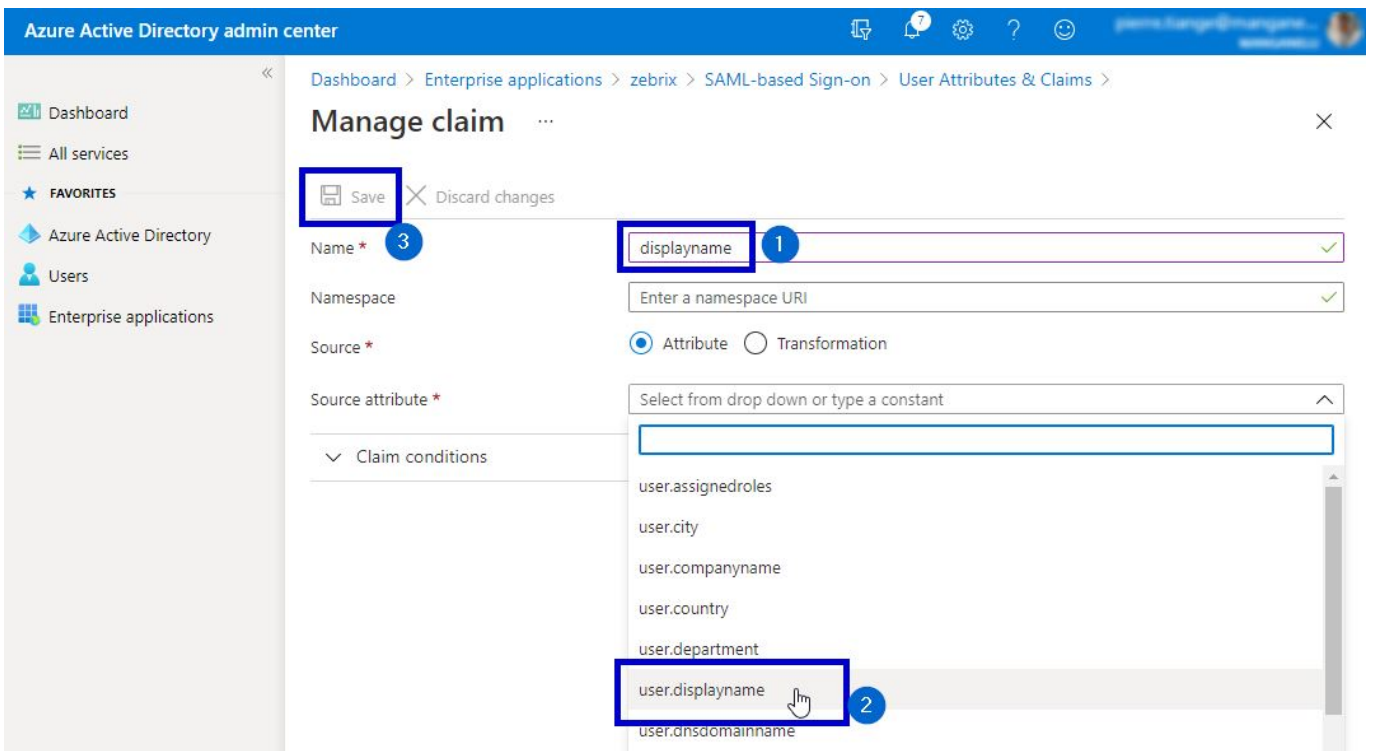 Azure Active Directory admin center
7
Dashboard > Enterprise applications > zebrix > SAML-based Sign-on > User Attributes & Claims >
Manage claim ...
Dashboard
All services
FAVORITES
Azure Active Directory
Users
Enterprise applications
Save Discard changes
3
Name * displayname 1
Namespace Enter a namespace URI
Source * Attribute Transformation
Source attribute * Select from drop down or type a constant
Claim conditions
user.assignedroles
user.city
user.companyname
user.country
user.department
user.displayname 2
user.dnsdomainname